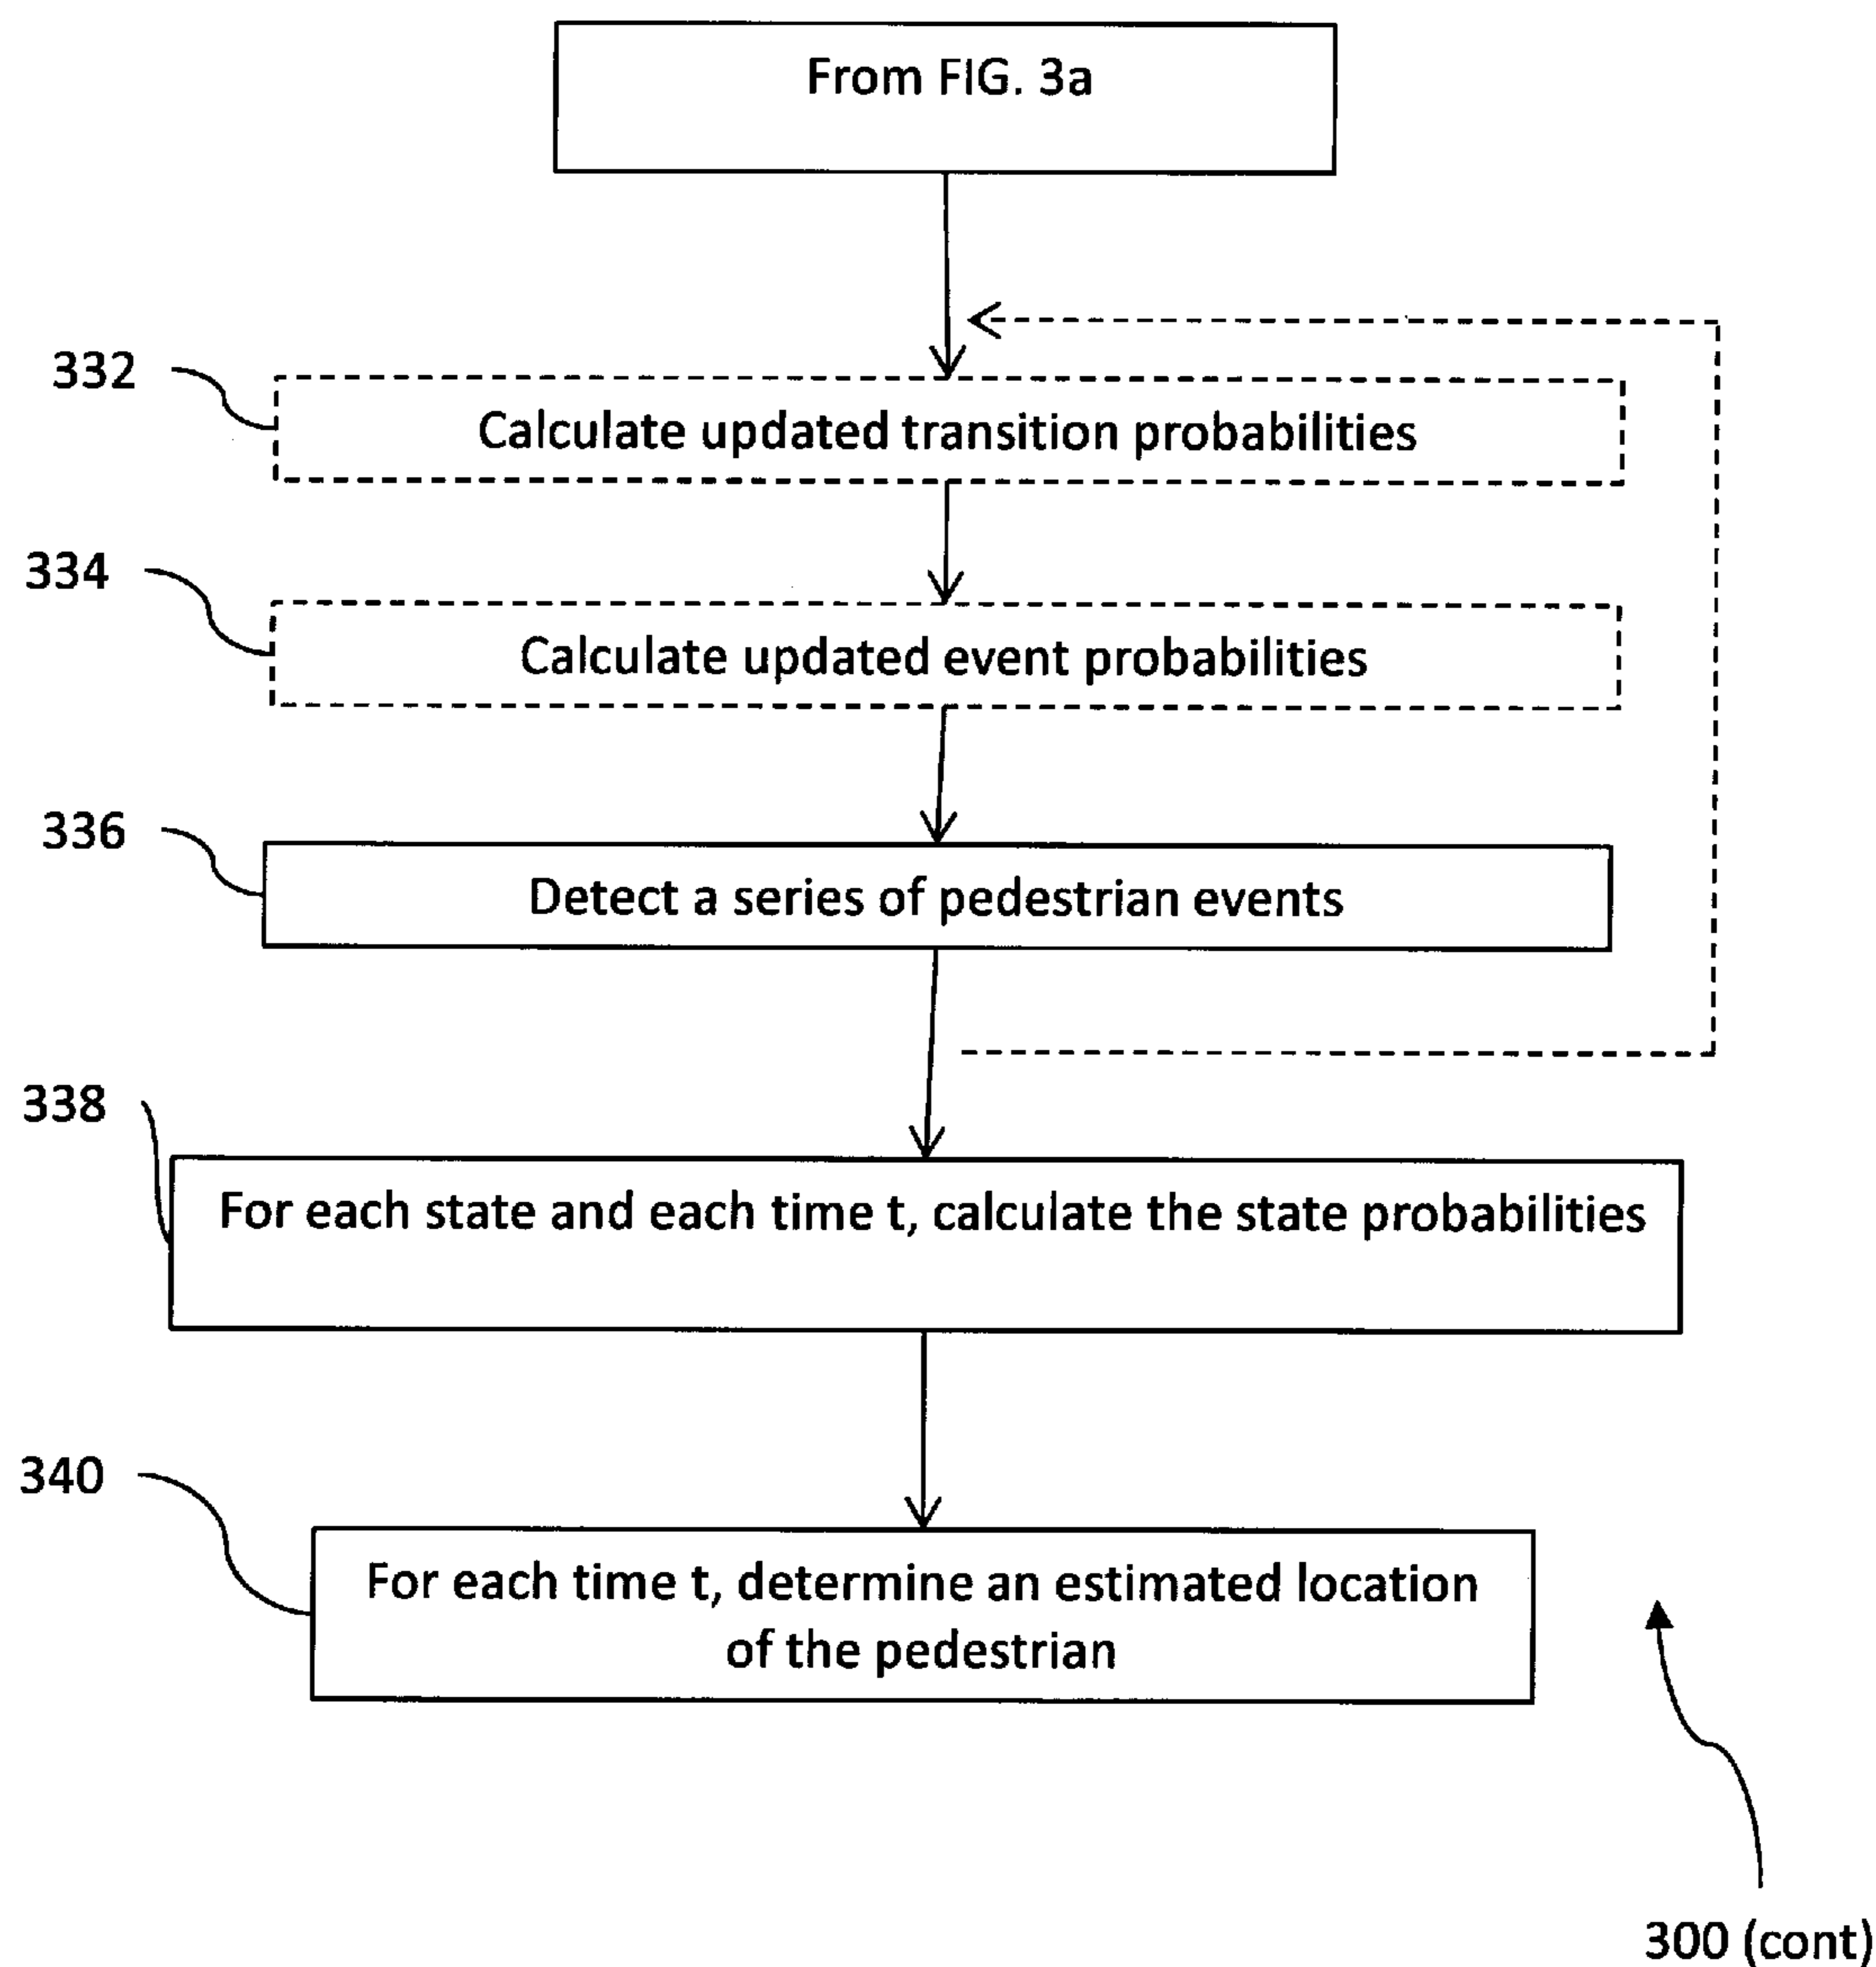 From FIG. 3a
332
Calculate updated transition probabilities
334
Calculate updated event probabilities
336
Detect a series of pedestrian events
338
For each state and each time t, calculate the state probabilities
340
For each time t, determine an estimated location
of the pedestrian
300 (cont)